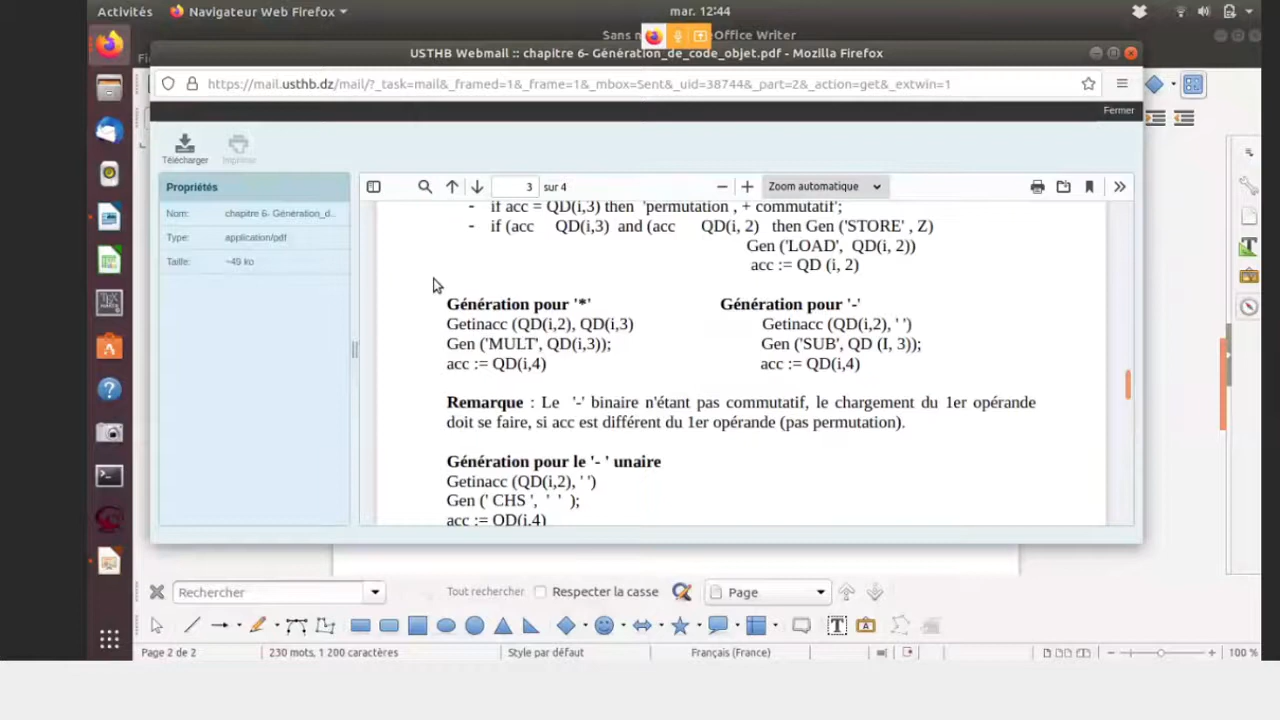 Activités
Navigateur Web Firefox
mar. 12:44
Sans n
Office Writer
Fi
USTHB Webmail :: chapitre 6- Génération_de_code_objet.pdf - Mozilla Firefox
https://mail.usthb.dz/mail/?_task=mail&_framed=1&_frame=1&_mbox=Sent&_uid=38744&_part=2&_action=get&_extwin=1
Fermer
Télécharger
Imprimer
Propriétés
Nom: chapitre 6- Génération_d...
Type: application/pdf
Taille: ~49 ko
3 sur 4
Zoom automatique
- if acc = QD(i,3) then 'permutation , + commutatif';
- if (acc QD(i,3) and (acc QD(i, 2) then Gen ('STORE' , Z)
Gen ('LOAD', QD(i, 2))
acc := QD (i, 2)
Génération pour '*' Génération pour '-'
Getinacc (QD(i,2), QD(i,3) Getinacc (QD(i,2), ' ')
Gen ('MULT', QD(i,3)); Gen ('SUB', QD (I, 3));
acc := QD(i,4) acc := QD(i,4)
Remarque : Le '-' binaire n'étant pas commutatif, le chargement du 1er opérande
doit se faire, si acc est différent du 1er opérande (pas permutation).
Génération pour le '- ' unaire
Getinacc (QD(i,2), ' ')
Gen (' CHS ', ' ' );
acc := QD(i,4)
Rechercher
Tout rechercher
Respecter la casse
Page
Page 2 de 2
230 mots, 1 200 caractères
Style par défaut
Français (France)
100 %